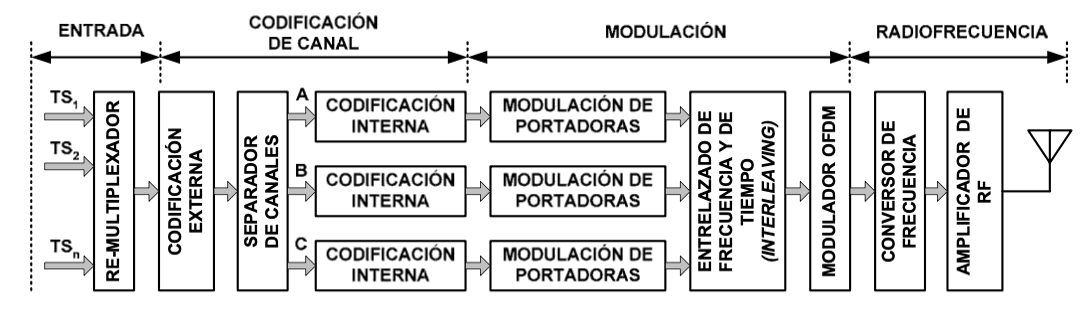 ENTRADA
CODIFICACIÓN
DE CANAL
MODULACIÓN
RADIOFRECUENCIA
TS1
TS2
TSn
RE-MULTIPLEXADOR
CODIFICACIÓN
EXTERNA
SEPARADOR
DE CANALES
A
CODIFICACIÓN
INTERNA
MODULACIÓN DE
PORTADORAS
B
CODIFICACIÓN
INTERNA
MODULACIÓN DE
PORTADORAS
C
CODIFICACIÓN
INTERNA
MODULACIÓN DE
PORTADORAS
ENTRELAZADO DE
FRECUENCIA Y DE
TIEMPO
(INTERLEAVING)
MODULADOR OFDM
CONVERSOR DE
FRECUENCIA
AMPLIFICADOR DE
RF